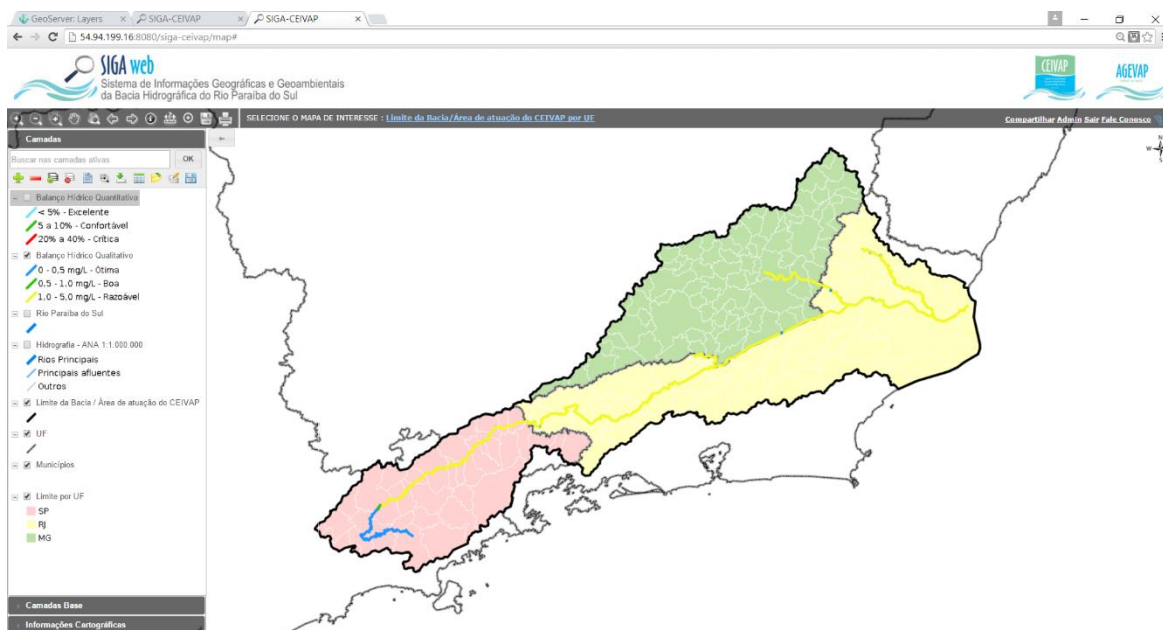 GeoServer: Layers
SIGA-CEIVAP
SIGA-CEIVAP
54.94.199.16:8080/siga-ceivap/map#
SIGA web
Sistema de Informações Geográficas e Geoambientais
da Bacia Hidrográfica do Rio Paraíba do Sul
CEIVAP
AGEVAP
SELECIONE O MAPA DE INTERESSE : Limite da Bacia/Área de atuação do CEIVAP por UF
Compartilhar Admin Sair Fale Conosco
Camadas
Buscar nas camadas ativas
OK
N
W
S
Balanço Hídrico Quantitativo
< 5% - Excelente
5 a 10% - Confortável
20% a 40% - Crítica
Balanço Hídrico Qualitativo
0 - 0,5 mg/L - Ótima
0,5 - 1,0 mg/L - Boa
1,0 - 5,0 mg/L - Razoável
Rio Paraíba do Sul
Hidrografia - ANA 1:1.000.000
Rios Principais
Principais afluentes
Outros
Limite da Bacia / Área de atuação do CEIVAP
UF
Municípios
Limite por UF
SP
RJ
MG
Camadas Base
Informações Cartográficas